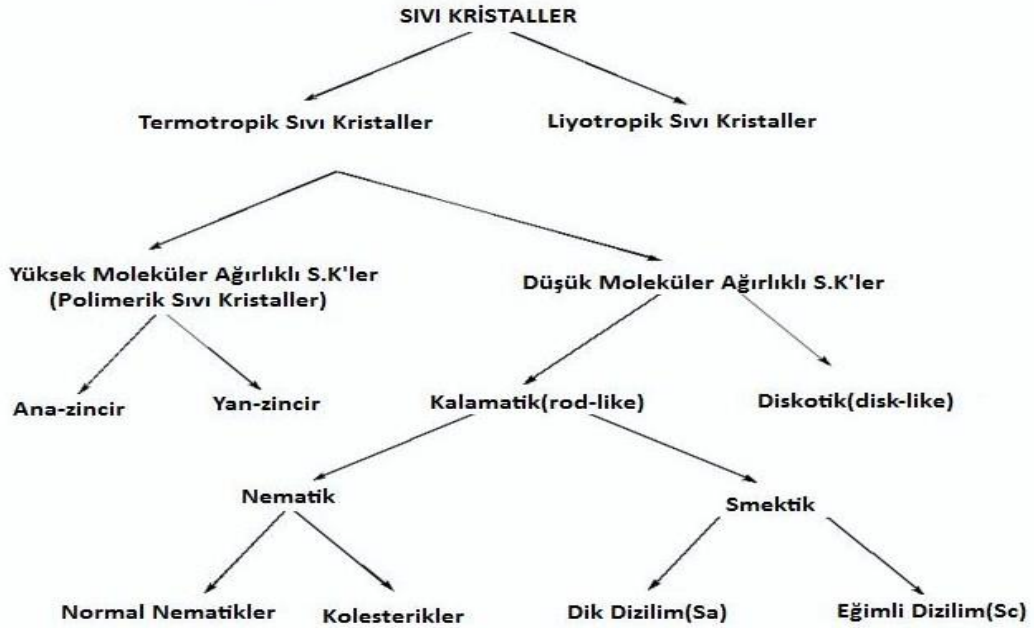 SIVI KRİSTALLER
Termotropik Sıvı Kristaller
Liyotropik Sıvı Kristaller
Yüksek Moleküler Ağırlıklı S.K'ler
(Polimerik Sıvı Kristaller)
Düşük Moleküler Ağırlıklı S.K'ler
Ana-zincir
Yan-zincir
Kalamatik(rod-like)
Diskotik(disk-like)
Nematik
Smektik
Normal Nematikler
Kolesterikler
Dik Dizilim(Sa)
Eğimli Dizilim(Sc)